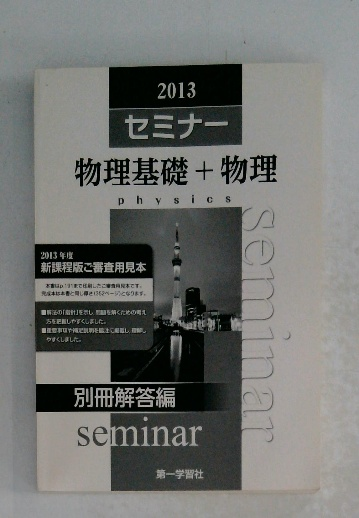 2013
セミナー
物理基礎+物理
physics
seminar
2013年度
新課程版ご審査用見本
別冊解答編
seminar
第一学習社